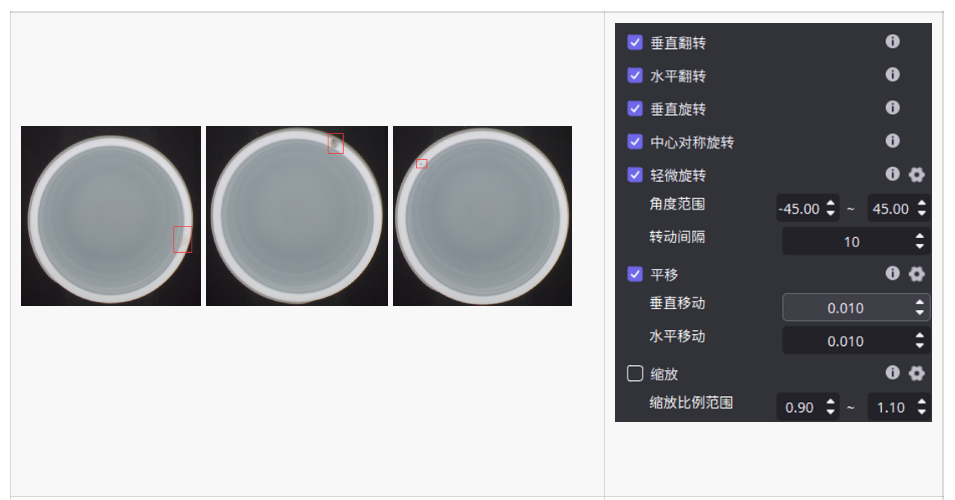 垂直翻转
水平翻转
垂直旋转
中心对称旋转
轻微旋转
角度范围 -45.00 ~ 45.00
转动间隔 10
平移
垂直移动 0.010
水平移动 0.010
缩放
缩放比例范围 0.90 ~ 1.10